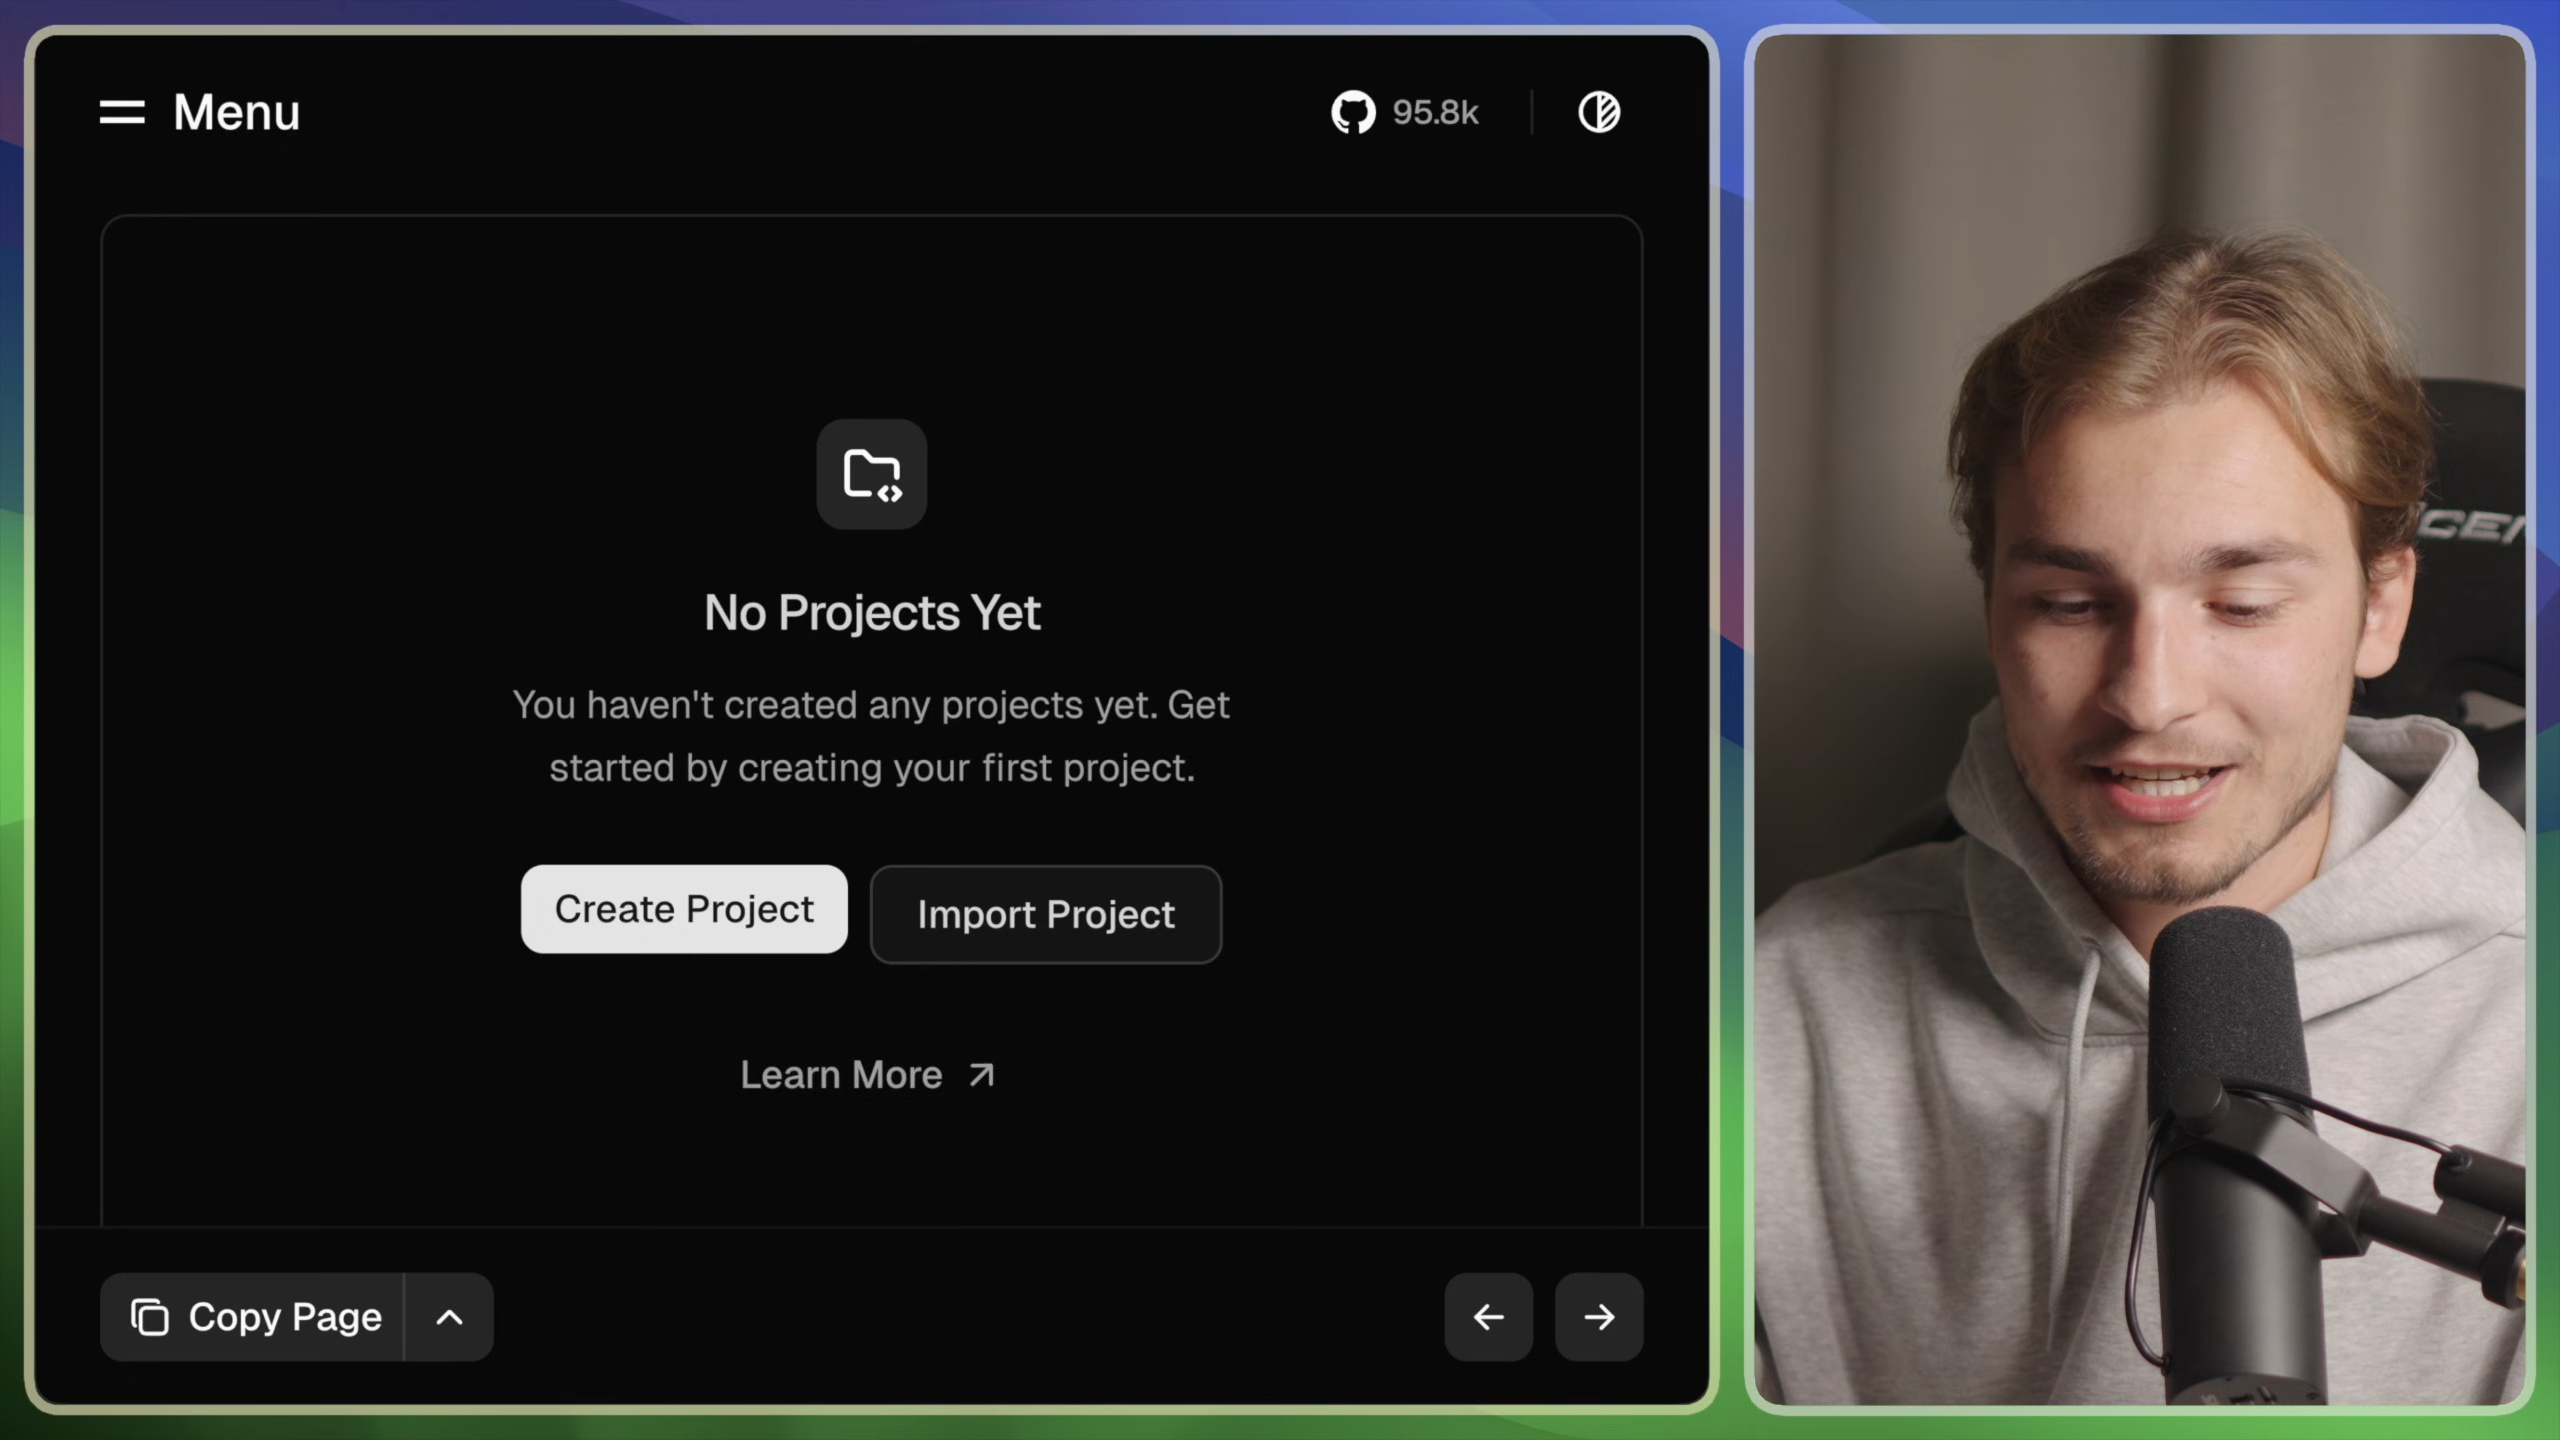 Menu
95.8k
No Projects Yet
You haven't created any projects yet. Get
started by creating your first project.
Create Project
Import Project
Learn More
Copy Page